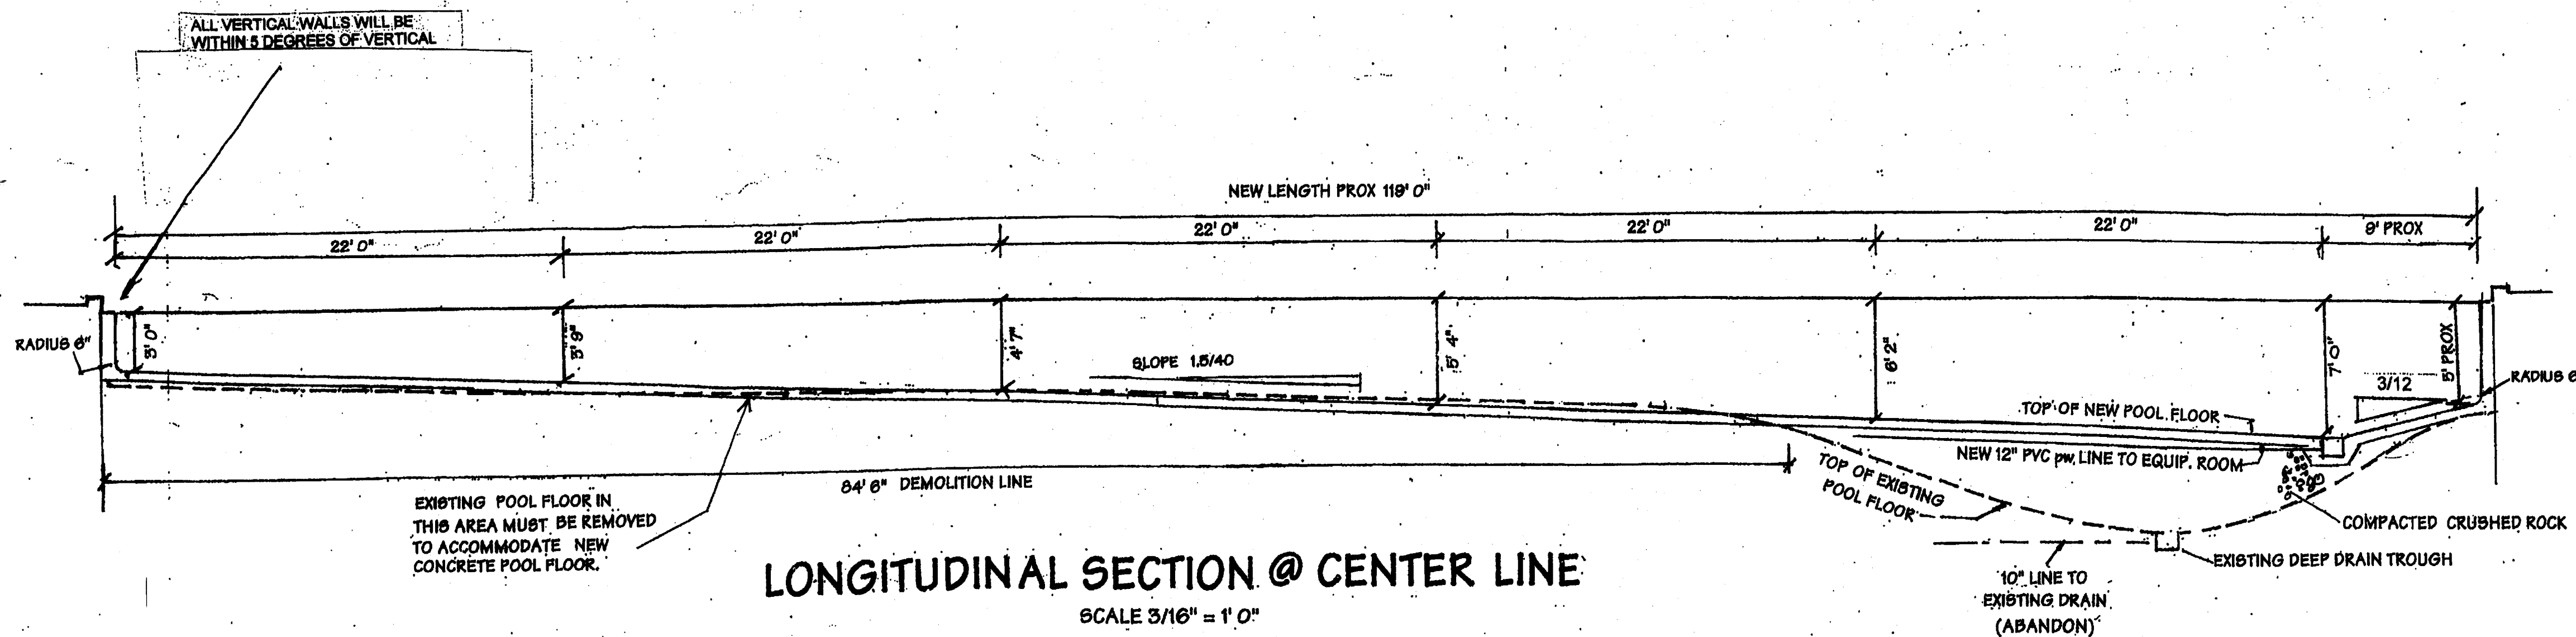 ALL VERTICAL WALLS WILL BE
WITHIN 5 DEGREES OF VERTICAL
NEW LENGTH PROX 119' 0"
22' 0"
22' 0"
22' 0"
22' 0"
22' 0"
9' PROX
RADIUS 6"
3' 0"
3' 9"
4' 7"
SLOPE 1.5/40
5' 4"
6' 2"
7' 0"
3/12
5' PROX
RADIUS 6
TOP OF NEW POOL FLOOR
NEW 12" PVC pw. LINE TO EQUIP. ROOM
84' 6" DEMOLITION LINE
EXISTING POOL FLOOR IN
THIS AREA MUST BE REMOVED
TO ACCOMMODATE NEW
CONCRETE POOL FLOOR.
TOP OF EXISTING
POOL FLOOR
COMPACTED CRUSHED ROCK
EXISTING DEEP DRAIN TROUGH
10" LINE TO
EXISTING DRAIN
(ABANDON)
LONGITUDINAL SECTION @ CENTER LINE
SCALE 3/16" = 1' 0"